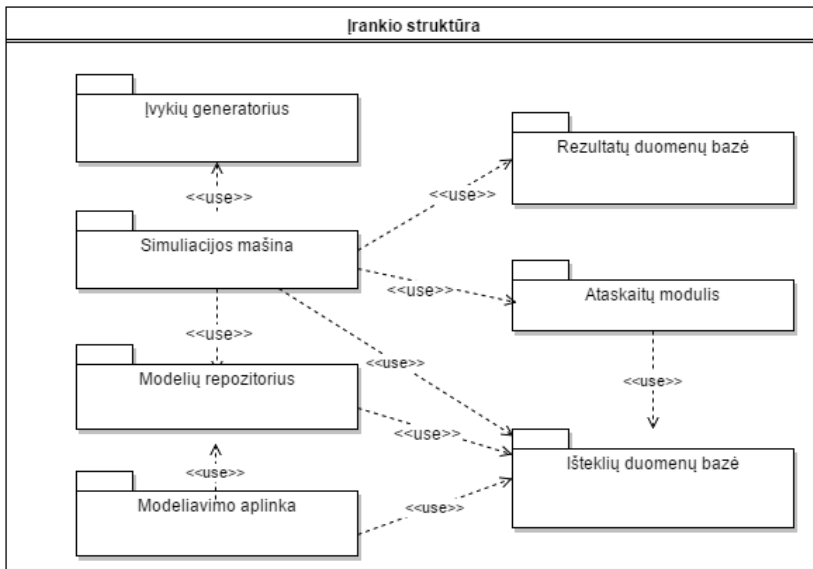 Įrankio struktūra
Įvykių generatorius
Rezultatų duomenų bazė
<<use>>
<<use>>
Simuliacijos mašina
<<use>>
Ataskaitų modulis
<<use>>
<<use>>
<<use>>
Modelių repozitorius
<<use>>
Išteklių duomenų bazė
<<use>>
Modeliavimo aplinka
<<use>>